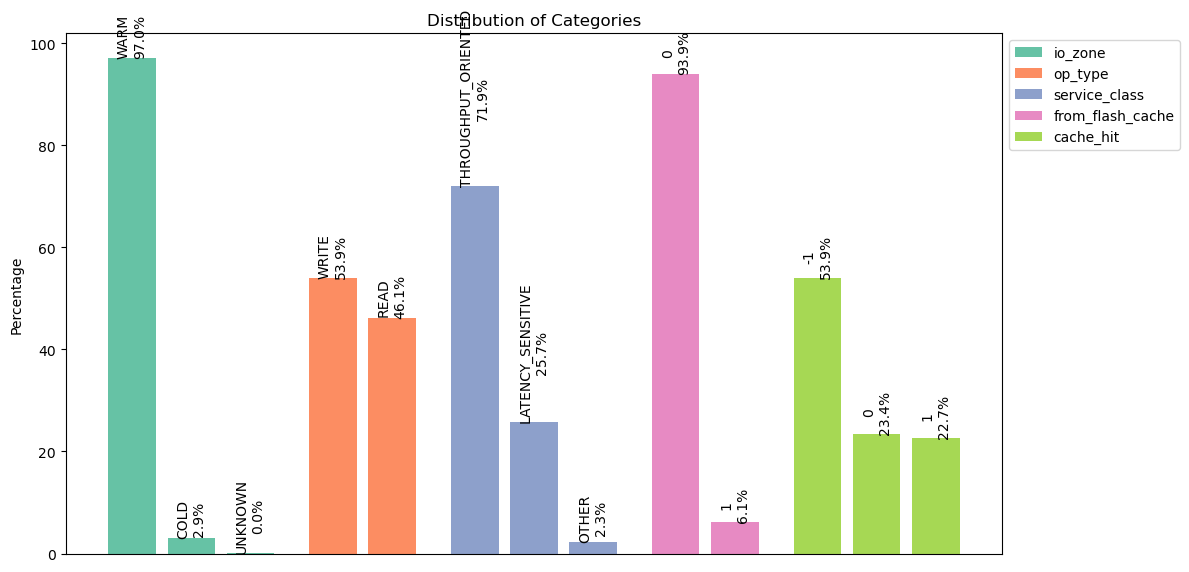 Distribution of Categories
Percentage
100
80
60
40
20
0
WARM
97.0%
COLD
2.9%
UNKNOWN
0.0%
WRITE
53.9%
READ
46.1%
THROUGHPUT_ORIENTED
71.9%
LATENCY_SENSITIVE
25.7%
OTHER
2.3%
0
93.9%
1
6.1%
-1
53.9%
0
23.4%
1
22.7%
io_zone
op_type
service_class
from_flash_cache
cache_hit